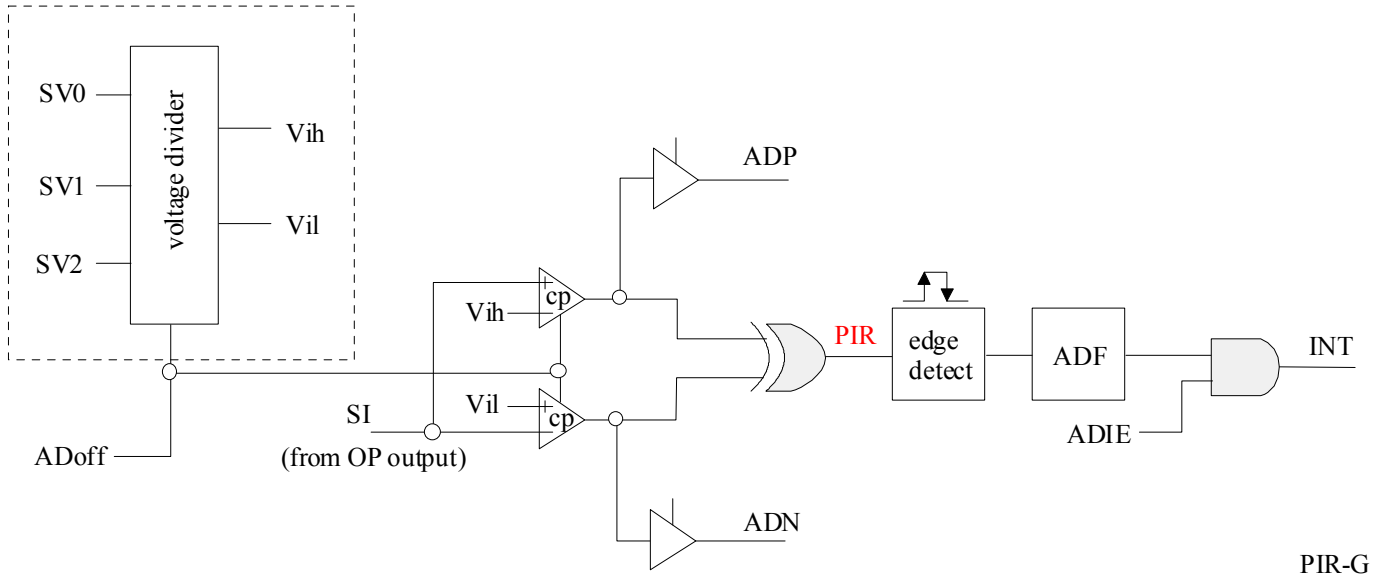 SV0
SV1
SV2
voltage divider
Vih
Vil
ADoff
SI
(from OP output)
Vih
+
-
cp
Vil
+
-
cp
ADP
ADN
PIR
edge
detect
ADF
ADIE
INT
PIR-G